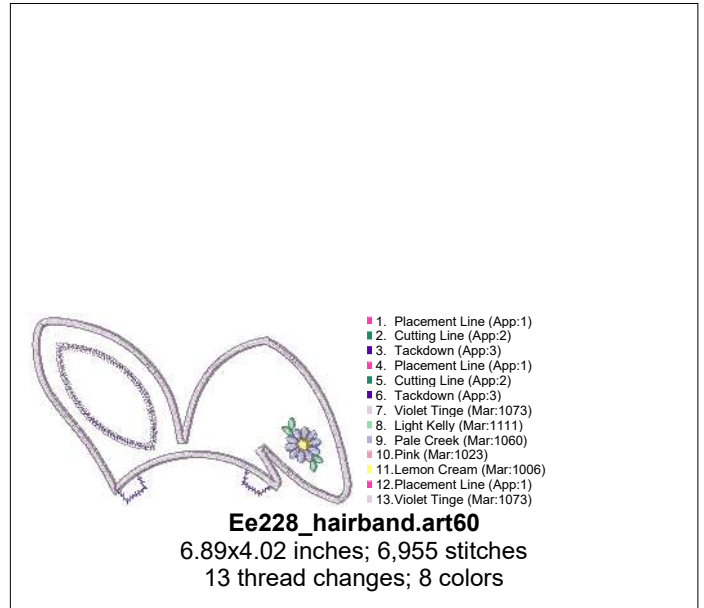 1. Placement Line (App:1)
2. Cutting Line (App:2)
3. Tackdown (App:3)
4. Placement Line (App:1)
5. Cutting Line (App:2)
6. Tackdown (App:3)
7. Violet Tinge (Mar:1073)
8. Light Kelly (Mar:1111)
9. Pale Creek (Mar:1060)
10.Pink (Mar:1023)
11.Lemon Cream (Mar:1006)
12.Placement Line (App:1)
13.Violet Tinge (Mar:1073)
Ee228_hairband.art60
6.89x4.02 inches; 6,955 stitches
13 thread changes; 8 colors